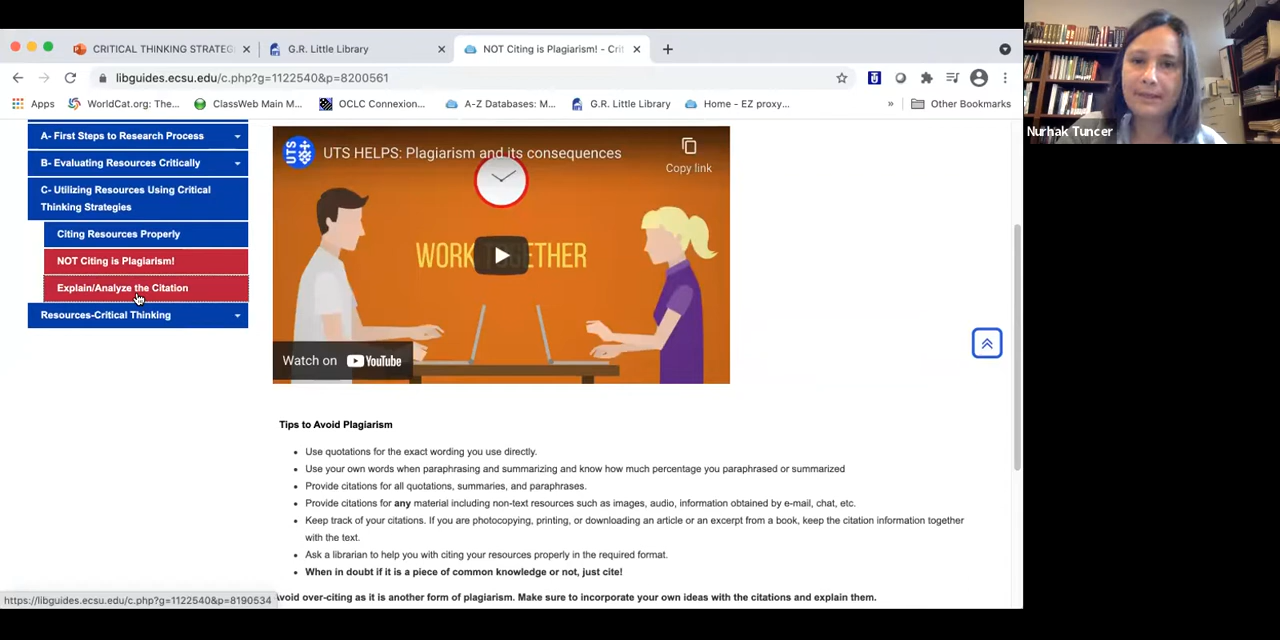 CRITICAL THINKING STRATEG
G.R. Little Library
NOT Citing is Plagiarism! - Crit
libguides.ecsu.edu/c.php?g=1122540&p=8200561
Apps
WorldCat.org: The...
ClassWeb Main M...
OCLC Connexion...
A-Z Databases: M...
G.R. Little Library
Home - EZ proxy...
»
Other Bookmarks
Nurhak Tuncer
A- First Steps to Research Process
B- Evaluating Resources Critically
C- Utilizing Resources Using Critical
Thinking Strategies
Citing Resources Properly
NOT Citing is Plagiarism!
Explain/Analyze the Citation
Resources-Critical Thinking
UTS
UTS HELPS: Plagiarism and its consequences
Copy link
WORK TOGETHER
Watch on YouTube
Tips to Avoid Plagiarism
• Use quotations for the exact wording you use directly.
• Use your own words when paraphrasing and summarizing and know how much percentage you paraphrased or summarized
• Provide citations for all quotations, summaries, and paraphrases.
• Provide citations for any material including non-text resources such as images, audio, information obtained by e-mail, chat, etc.
• Keep track of your citations. If you are photocopying, printing, or downloading an article or an excerpt from a book, keep the citation information together
with the text.
• Ask a librarian to help you with citing your resources properly in the required format.
• When in doubt if it is a piece of common knowledge or not, just cite!
void over-citing as it is another form of plagiarism. Make sure to incorporate your own ideas with the citations and explain them.
https://libguides.ecsu.edu/c.php?g=1122540&p=8190534